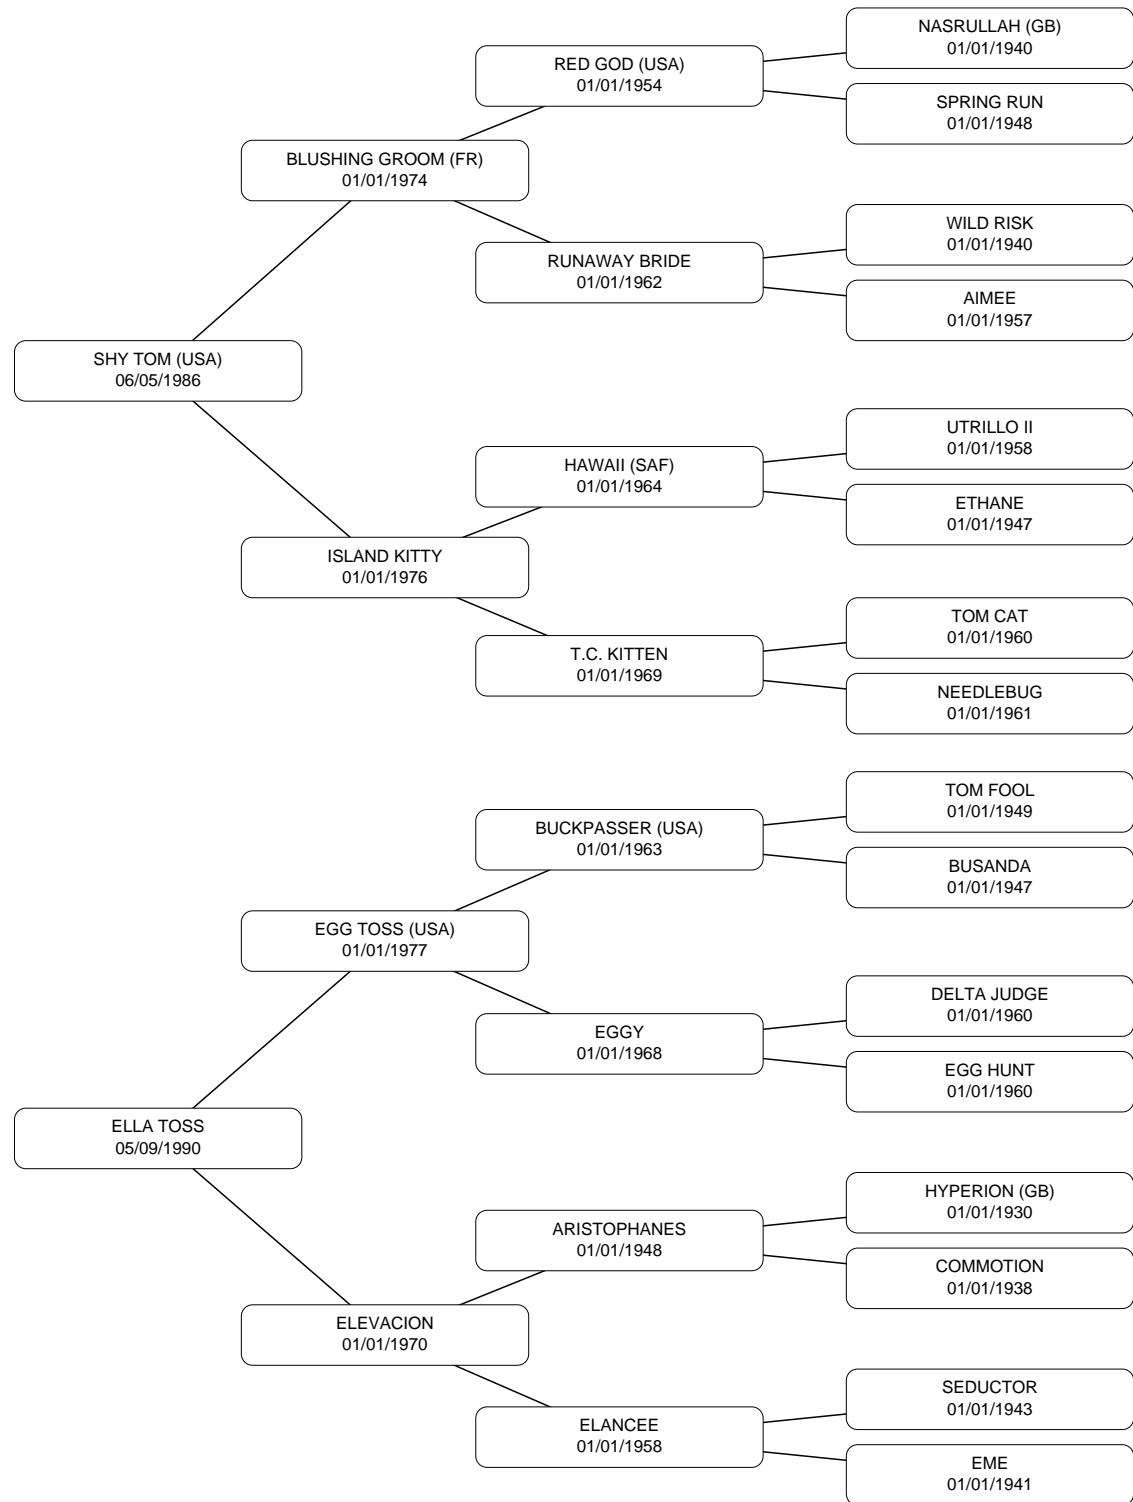 NASRULLAH (GB)
01/01/1940
RED GOD (USA)
01/01/1954
SPRING RUN
01/01/1948
BLUSHING GROOM (FR)
01/01/1974
WILD RISK
01/01/1940
RUNAWAY BRIDE
01/01/1962
AIMEE
01/01/1957
SHY TOM (USA)
06/05/1986
UTRILLO II
01/01/1958
HAWAII (SAF)
01/01/1964
ETHANE
01/01/1947
ISLAND KITTY
01/01/1976
TOM CAT
01/01/1960
T.C. KITTEN
01/01/1969
NEEDLEBUG
01/01/1961
TOM FOOL
01/01/1949
BUCKPASSER (USA)
01/01/1963
BUSANDA
01/01/1947
EGG TOSS (USA)
01/01/1977
DELTA JUDGE
01/01/1960
EGGY
01/01/1968
EGG HUNT
01/01/1960
ELLA TOSS
05/09/1990
HYPERION (GB)
01/01/1930
ARISTOPHANES
01/01/1948
COMMOTION
01/01/1938
ELEVACION
01/01/1970
SEDUCTOR
01/01/1943
ELANCEE
01/01/1958
EME
01/01/1941